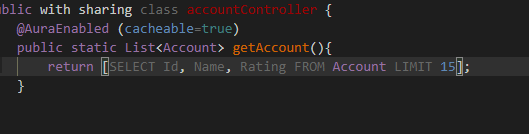 blic with sharing class accountController {
@AuraEnabled (cacheable=true)
public static List<Account> getAccount(){
return [SELECT Id, Name, Rating FROM Account LIMIT 15];
}